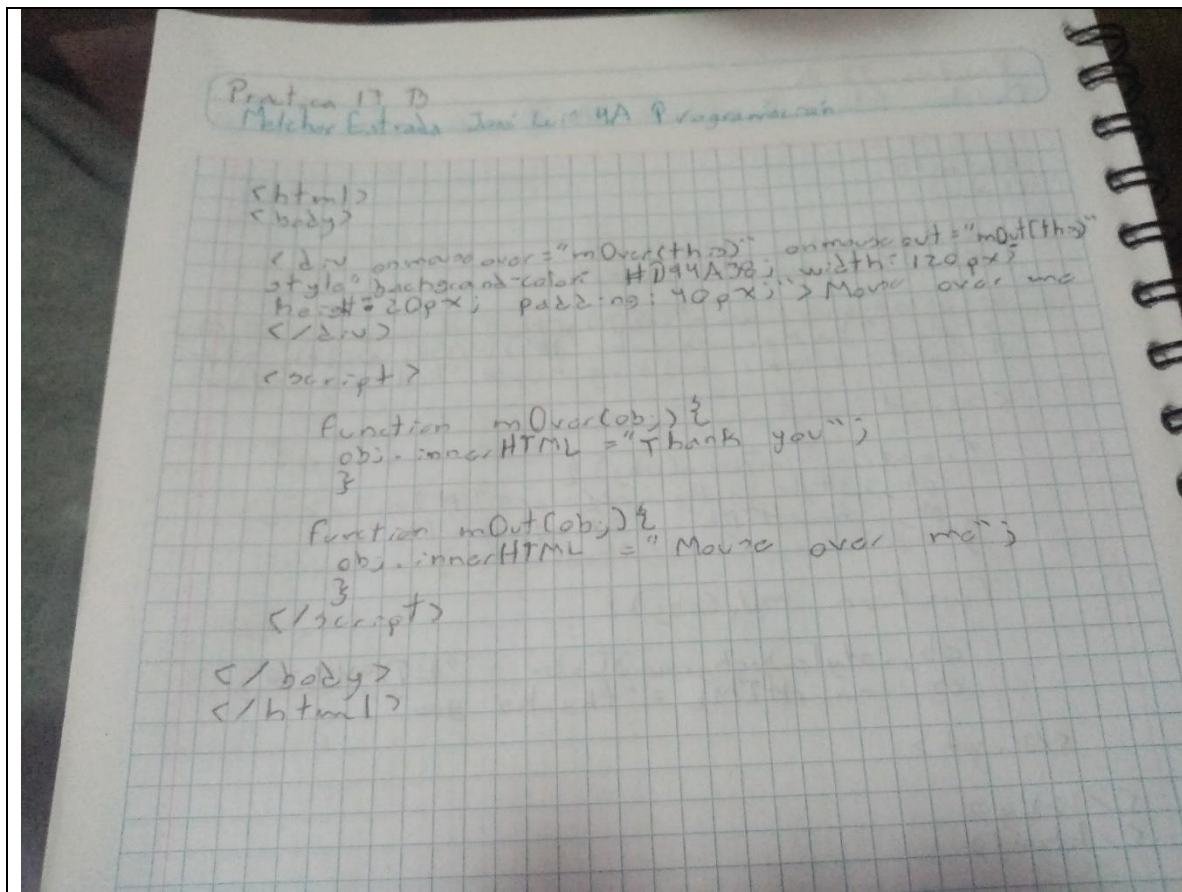 Practica 17 B
Melchor Estrada José Luis 4A Programación
<html>
<body>
<div onmouseover="mOver(this)" onmouseout="mOut(this)"
style"background-color: #D94A38; width: 120px;
height: 20px; padding: 40px;">Mouse over me
</div>
<script>
function mOver(obj){
obj.innerHTML ="Thank you";
}
function mOut(obj){
obj.innerHTML ="Mouse over me";
}
</script>
</body>
</html>